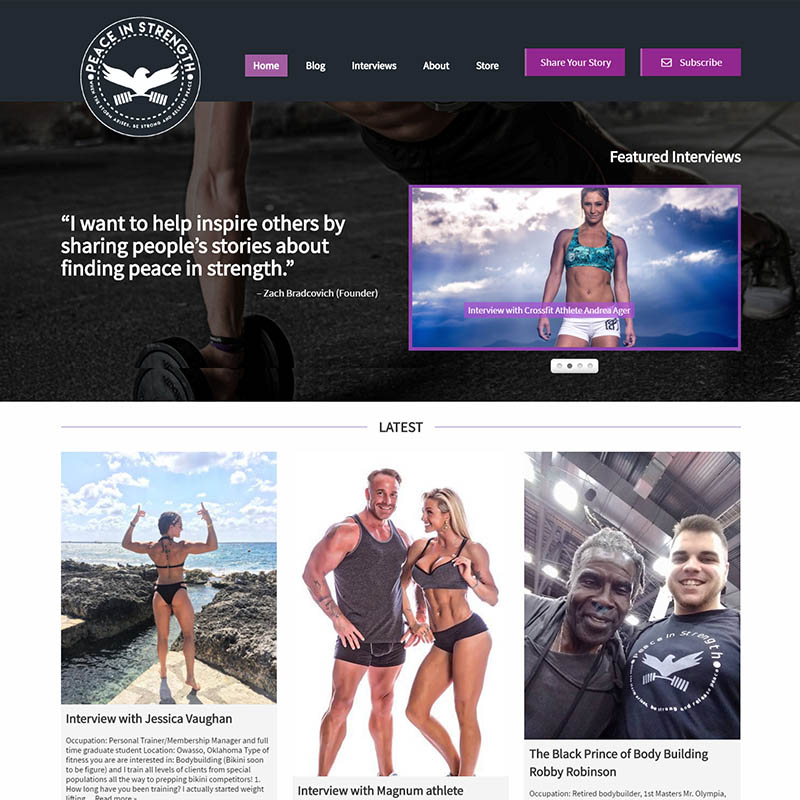 PEACE IN STRENGTH
WHEN THE STORM ARISES, BE STRONG AND RELEASE PEACE
Home
Blog
Interviews
About
Store
Share Your Story
Subscribe
Featured Interviews
“I want to help inspire others by
sharing people’s stories about
finding peace in strength.”
– Zach Bradcovich (Founder)
Interview with Crossfit Athlete Andrea Ager
LATEST
Peace In Strength
Interview with Jessica Vaughan
Occupation: Personal Trainer/Membership Manager and full
time graduate student Location: Owasso, Oklahoma Type of
fitness you are are interested in: Bodybuilding (Bikini soon
to be figure) and I train all levels of clients from special
populations all the way to prepping bikini competitors! 1.
How long have you been training? I actually started weight
lifting… Read more »
Interview with Magnum athlete
The Black Prince of Body Building
Robby Robinson
Occupation: Retired bodybuilder, 1st Masters Mr. Olympia,